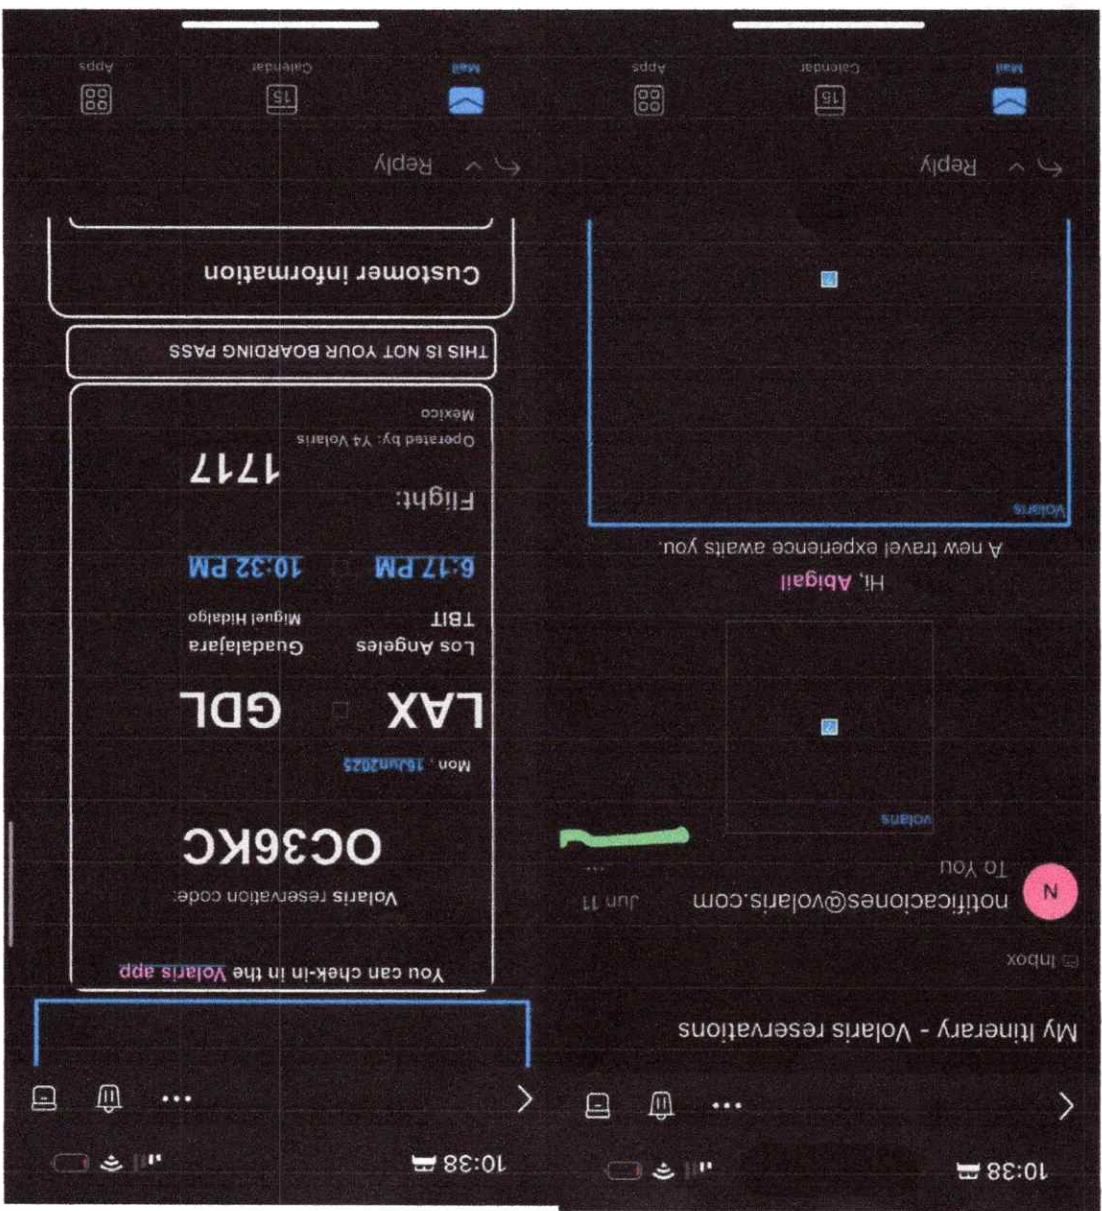 10:38
My Itinerary - Volaris reservations
Inbox
N
notificaciones@volaris.com
Jun 11
To You
...
volaris
?
Hi, Abigail
A new travel experience awaits you.
Volaris
?
Reply
15
Mail
Calendar
Apps
10:38
You can chek-in in the Volaris app
Volaris reservation code:
OC36KC
Mon , 16Jun2025
LAX GDL
Los Angeles Guadalajara
TBIT Miguel Hidalgo
6:17 PM 10:32 PM
Flight:
1717
Operated by: Y4 Volaris
Mexico
THIS IS NOT YOUR BOARDING PASS
Customer information
Reply
15
Mail
Calendar
Apps